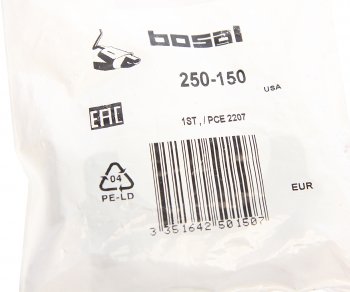 bosal
250-150
USA
EAC
1ST , / PCE 2207
04
PE-LD
EUR
3 351642 501507